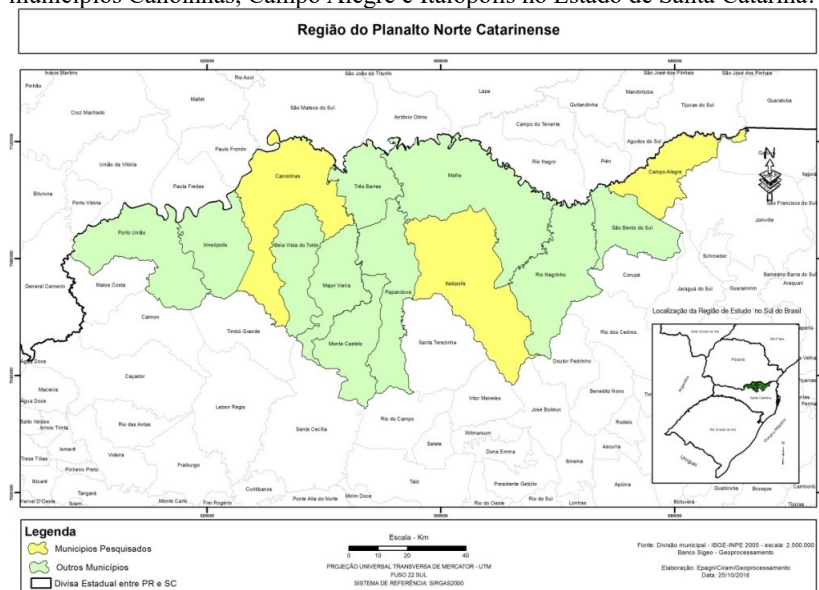 municípios Canoinhas, Campo Alegre e Itaiópolis no Estado de Santa Catarina.
Região do Planalto Norte Catarinense
Inácio Martins
Rio Azul
São João do Triunfo
São José dos Pinhais
São José dos Pinhais
Pinhão
Mallet
Lapa
Mandirituba
Guaratuba
Cruz Machado
São Mateus do Sul
Antônio Olinto
Quitandinha
Tijucas do Sul
Campo do Tenente
Paulo Frontin
Agudos do Sul
União da Vitória
Rio Negro
Piên
N
Canoinhas
Campo Alegre
Bituruna
Paula Freitas
Três Barras
Mafra
Porto Vitória
São Francisco do Sul
Joinville
Porto União
Irineópolis
Bela Vista do Toldo
São Bento do Sul
Schroeder
General Carneiro
Matos Costa
Major Vieira
Papanduva
Itaiópolis
Rio Negrinho
Corupá
Balneário Barra do Sul
Araquari
Jaraguá do Sul
Guaramirim
Calmon
Timbó Grande
Localização da Região de Estudo no Sul do Brasil
Monte Castelo
Santa Terezinha
Rio dos Cedros
Água Doce
Doutor Pedrinho
Caçador
Macieira
Vitor Meireles
Benedito Novo
Água Doce
Lebon Régis
José Boiteux
Salto Veloso
Arroio Trinta
Rio das Antas
Santa Cecília
Rio do Campo
Witmarsum
Rodeio
Treze Tílias
Videira
Salete
Dona Emma
Ascurra
Iomerê
Fraiburgo
Ibirama
Pinheiro Preto
Ibicaré
Taió
Presidente Getúlio
Apiúna
Tangará
Curitibanos
Mirim Doce
Guabiruba
Brusque
Monte Carlo
Frei Rogério
Ponte Alta do Norte
Rio do Oeste
Rio do Sul
Lontras
Botuverá
Tijucas
Paraná
Santa Catarina
Rio Grande do Sul
Argentina
Uruguai
Legenda
Municípios Pesquisados
Outros Municípios
Divisa Estadual entre PR e SC
Escala - Km
0 10 20 40
PROJEÇÃO UNIVERSAL TRANSVERSA DE MERCATOR - UTM
FUSO 22 SUL
SISTEMA DE REFERÊNCIA: SIRGAS2000
Fonte: Divisão municipal - IBGE-INPE 2005 - escala: 2.500.000
Banco Sigeo - Geoprocessamento
Elaboração: Epagri/Ciram/Geoprocessamento
Data: 25/10/2016